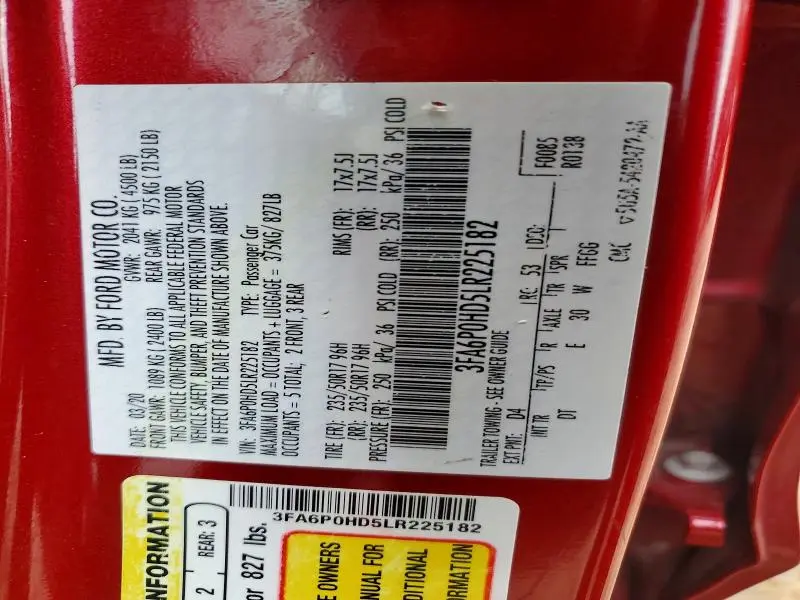 MFD. BY FORD MOTOR CO.
DATE: 03/20 GVWR: 2041 KG ( 4500 LB)
FRONT GAWR: 1089 KG ( 2400 LB) REAR GAWR: 975 KG ( 2150 LB)
THIS VEHICLE CONFORMS TO ALL APPLICABLE FEDERAL MOTOR
VEHICLE SAFETY, BUMPER, AND THEFT PREVENTION STANDARDS
IN EFFECT ON THE DATE OF MANUFACTURE SHOWN ABOVE.
VIN: 3FA6P0HD5LR225182 TYPE: Passenger Car
MAXIMUM LOAD = OCCUPANTS + LUGGAGE = 375KG/ 827LB
OCCUPANTS = 5 TOTAL; 2 FRONT, 3 REAR
TIRE (FR): 235/50R17 96H RIMS (FR): 17x7.5J
(RR): 235/50R17 96H (RR): 17x7.5J
PRESSURE (FR): 250 kPa/ 36 PSI COLD (RR): 250 kPa/ 36 PSI COLD
3FA6P0HD5LR225182
TRAILER TOWING - SEE OWNER GUIDE
EXT PNT: D4 RC: 53 DSO: F0085
R0138
INT TR TP/PS R AXLE TR SPR
DT E 30 W FFGG
CMC
NFORMATION
2 REAR: 3
or 827 lbs.
3FA6P0HD5LR225182
E OWNERS
NUAL FOR
DITIONAL
ORMATION